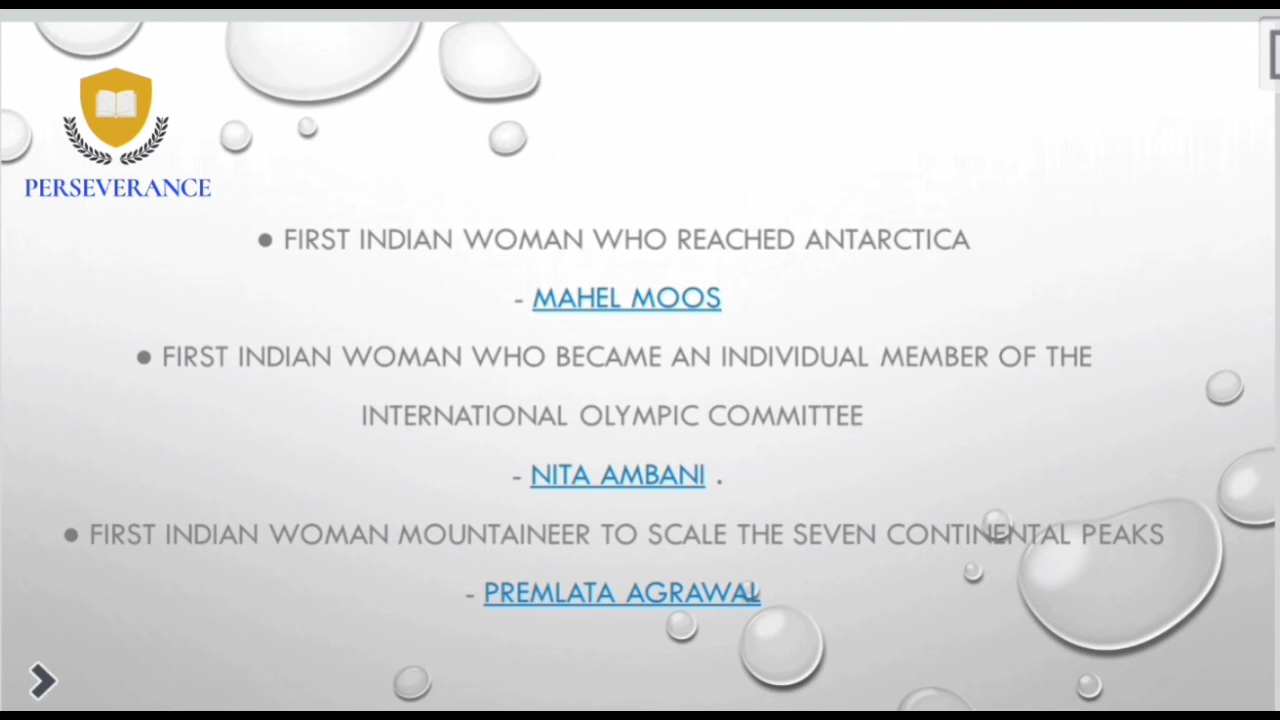 PERSEVERANCE
● FIRST INDIAN WOMAN WHO REACHED ANTARCTICA
- MAHEL MOOS
● FIRST INDIAN WOMAN WHO BECAME AN INDIVIDUAL MEMBER OF THE
INTERNATIONAL OLYMPIC COMMITTEE
- NITA AMBANI .
● FIRST INDIAN WOMAN MOUNTAINEER TO SCALE THE SEVEN CONTINENTAL PEAKS
- PREMLATA AGRAWAL